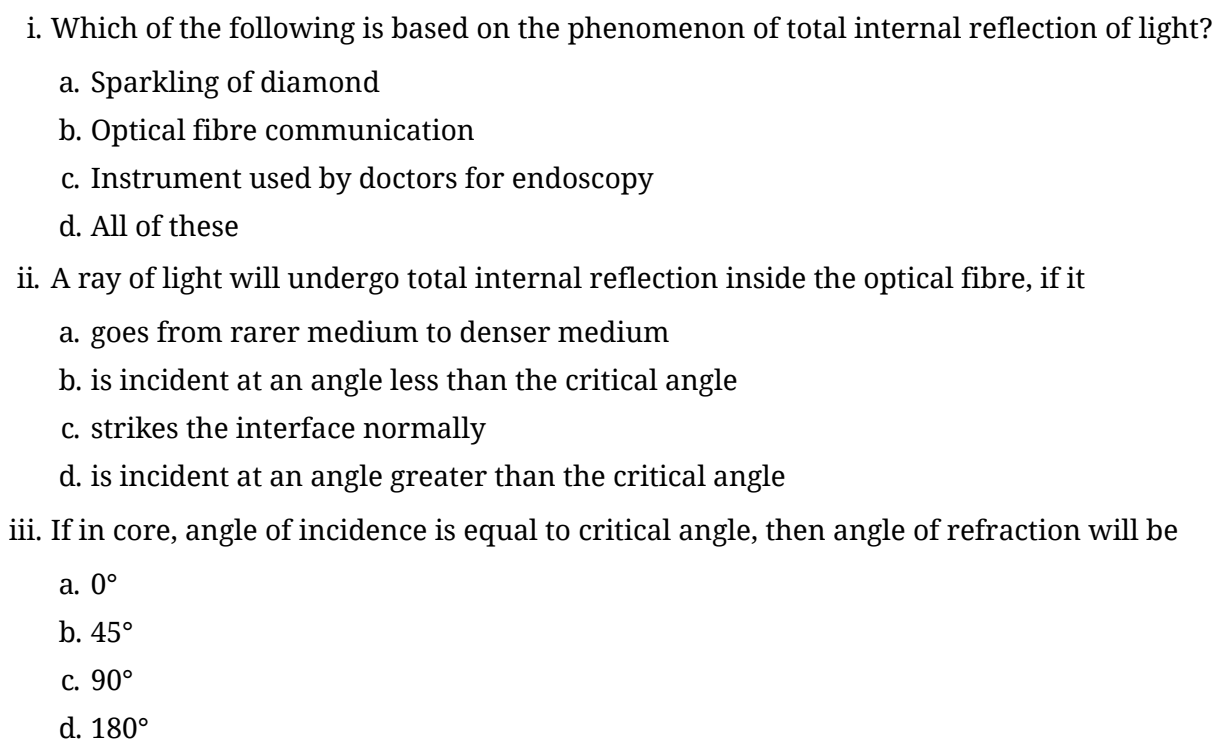 i. Which of the following is based on the phenomenon of total internal reflection of light?
a. Sparkling of diamond
b. Optical fibre communication
c. Instrument used by doctors for endoscopy
d. All of these
ii. A ray of light will undergo total internal reflection inside the optical fibre, if it
a. goes from rarer medium to denser medium
b. is incident at an angle less than the critical angle
c. strikes the interface normally
d. is incident at an angle greater than the critical angle
iii. If in core, angle of incidence is equal to critical angle, then angle of refraction will be
a. 0°
b. 45°
c. 90°
d. 180°